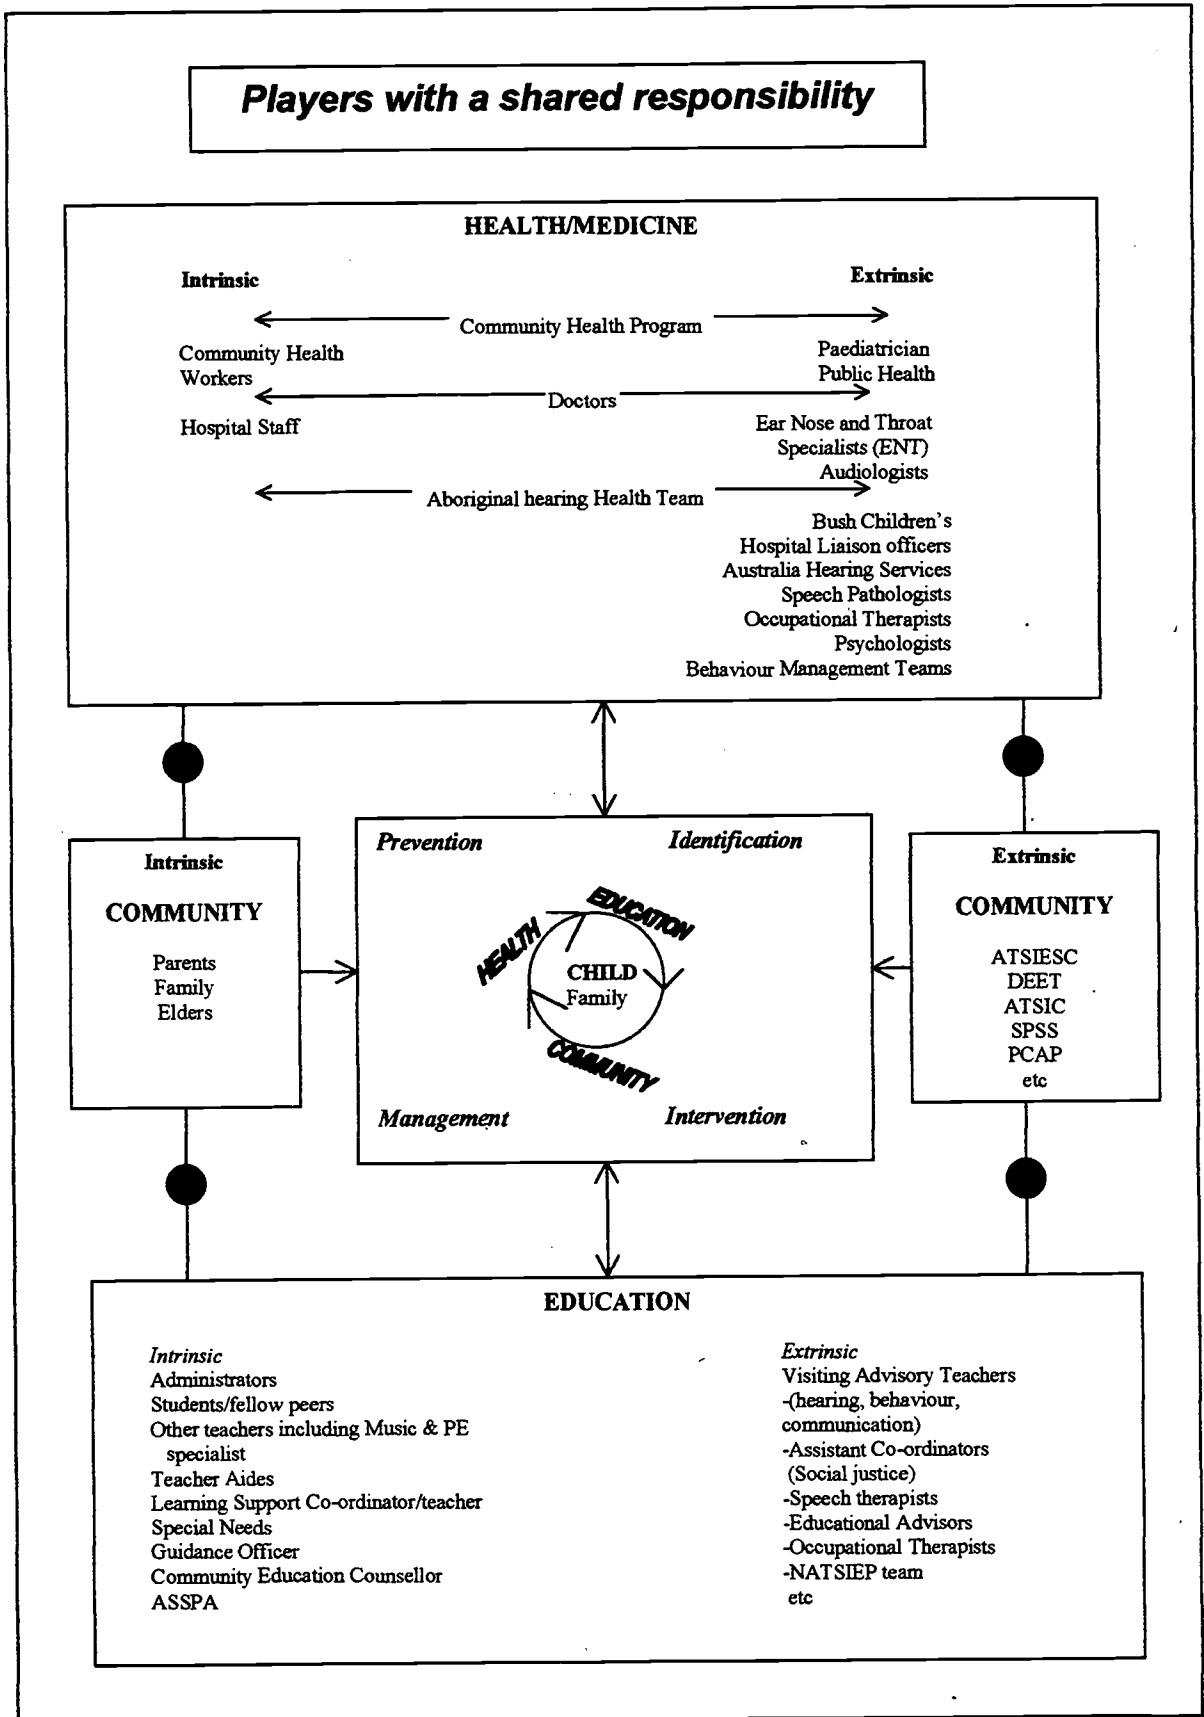 Players with a shared responsibility
HEALTH/MEDICINE
Intrinsic
Extrinsic
Community Health Program
Community Health
Workers
Paediatrician
Public Health
Doctors
Hospital Staff
Ear Nose and Throat
Specialists (ENT)
Audiologists
Aboriginal hearing Health Team
Bush Children's
Hospital Liaison officers
Australia Hearing Services
Speech Pathologists
Occupational Therapists
Psychologists
Behaviour Management Teams
Intrinsic
COMMUNITY
Parents
Family
Elders
Prevention
Identification
EDUCATION
HEALTH
CHILD
Family
COMMUNITY
Management
Intervention
Extrinsic
COMMUNITY
ATSIESC
DEET
ATSIC
SPSS
PCAP
etc
EDUCATION
Intrinsic
Administrators
Students/fellow peers
Other teachers including Music & PE
specialist
Teacher Aides
Learning Support Co-ordinator/teacher
Special Needs
Guidance Officer
Community Education Counsellor
ASSPA
Extrinsic
Visiting Advisory Teachers
-(hearing, behaviour,
communication)
-Assistant Co-ordinators
(Social justice)
-Speech therapists
-Educational Advisors
-Occupational Therapists
-NATSIEP team
etc